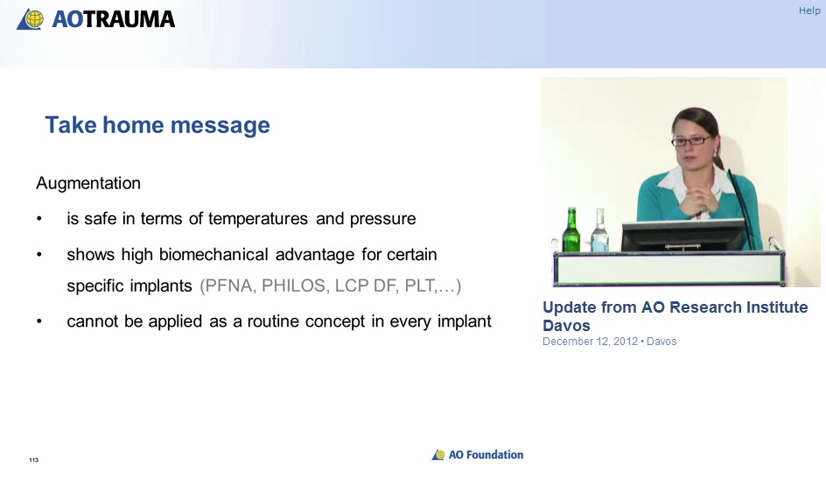 AOTRAUMA
Help
Take home message
Augmentation
• is safe in terms of temperatures and pressure
• shows high biomechanical advantage for certain
specific implants (PFNA, PHILOS, LCP DF, PLT,…)
• cannot be applied as a routine concept in every implant
Update from AO Research Institute
Davos
December 12, 2012 • Davos
113
AO Foundation